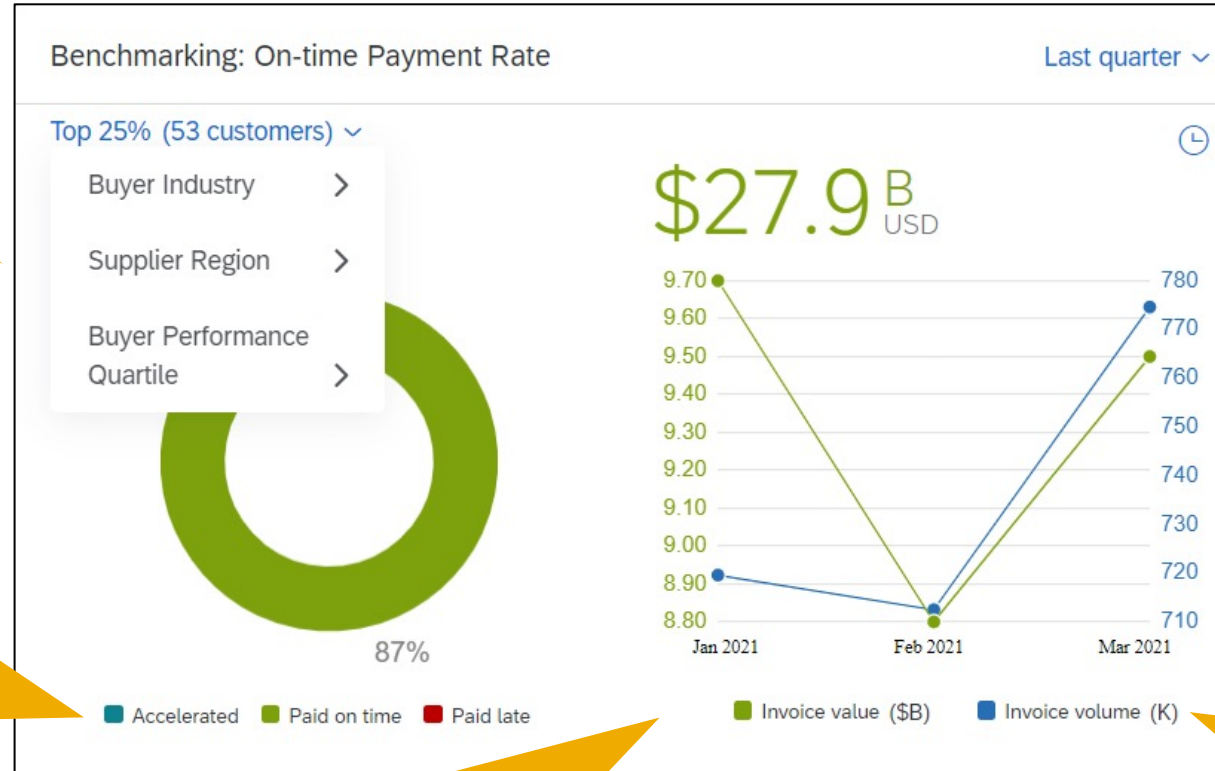 Benchmarking: On-time Payment Rate
Last quarter
Top 25% (53 customers)
Buyer Industry
Supplier Region
Buyer Performance
Quartile
87%
Accelerated
Paid on time
Paid late
$27.9 B
USD
9.70
9.60
9.50
9.40
9.30
9.20
9.10
9.00
8.90
8.80
780
770
760
750
740
730
720
710
Jan 2021
Feb 2021
Mar 2021
Invoice value ($B)
Invoice volume (K)